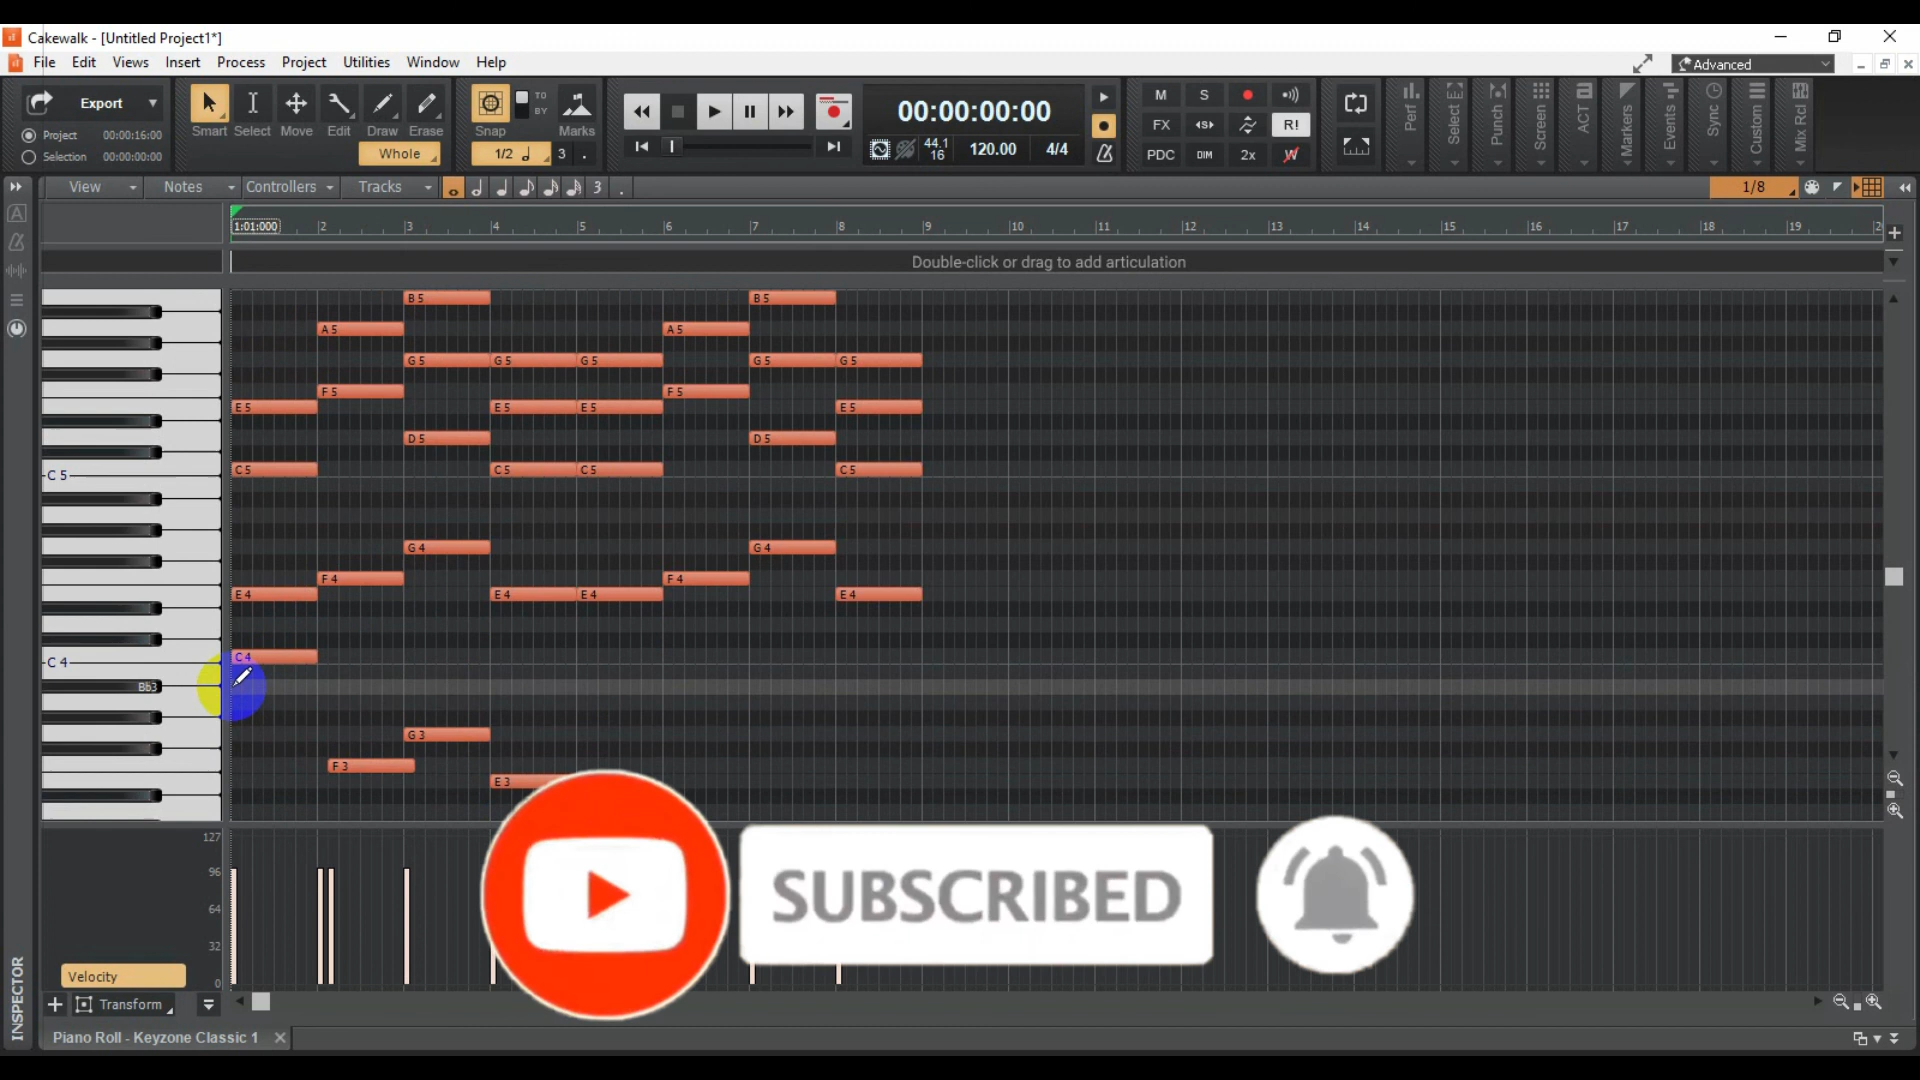 Cakewalk - [Untitled Project1*]
File Edit Views Insert Process Project Utilities Window Help
Advanced
Export
Project 00:00:16:00
Selection 00:00:00:00
Smart Select Move Edit Draw Erase
Whole
Snap
TO
BY
Marks
1/2 3 .
00:00:00:00
44.1
16
120.00 4/4
M S
FX R!
PDC DIM 2x W
Perf
Select
Punch
Screen
ACT
Markers
Events
Sync
Custom
Mix Rcl
View Notes Controllers Tracks 3 . 1/8
1:01:000 2 3 4 5 6 7 8 9 10 11 12 13 14 15 16 17 18 19 2
Double-click or drag to add articulation
B 5 B 5
A 5 A 5
G 5 G 5 G 5 G 5 G 5
F 5 F 5
E 5 E 5 E 5 E 5
D 5 D 5
C 5 C 5 C 5 C 5
C 5
G 4 G 4
F 4 F 4
E 4 E 4 E 4 E 4
C 4
C 4
Bb3
G 3
F 3
E 3
127
96
64
32
0
Velocity
Transform
SUBSCRIBED
INSPECTOR
Piano Roll - Keyzone Classic 1